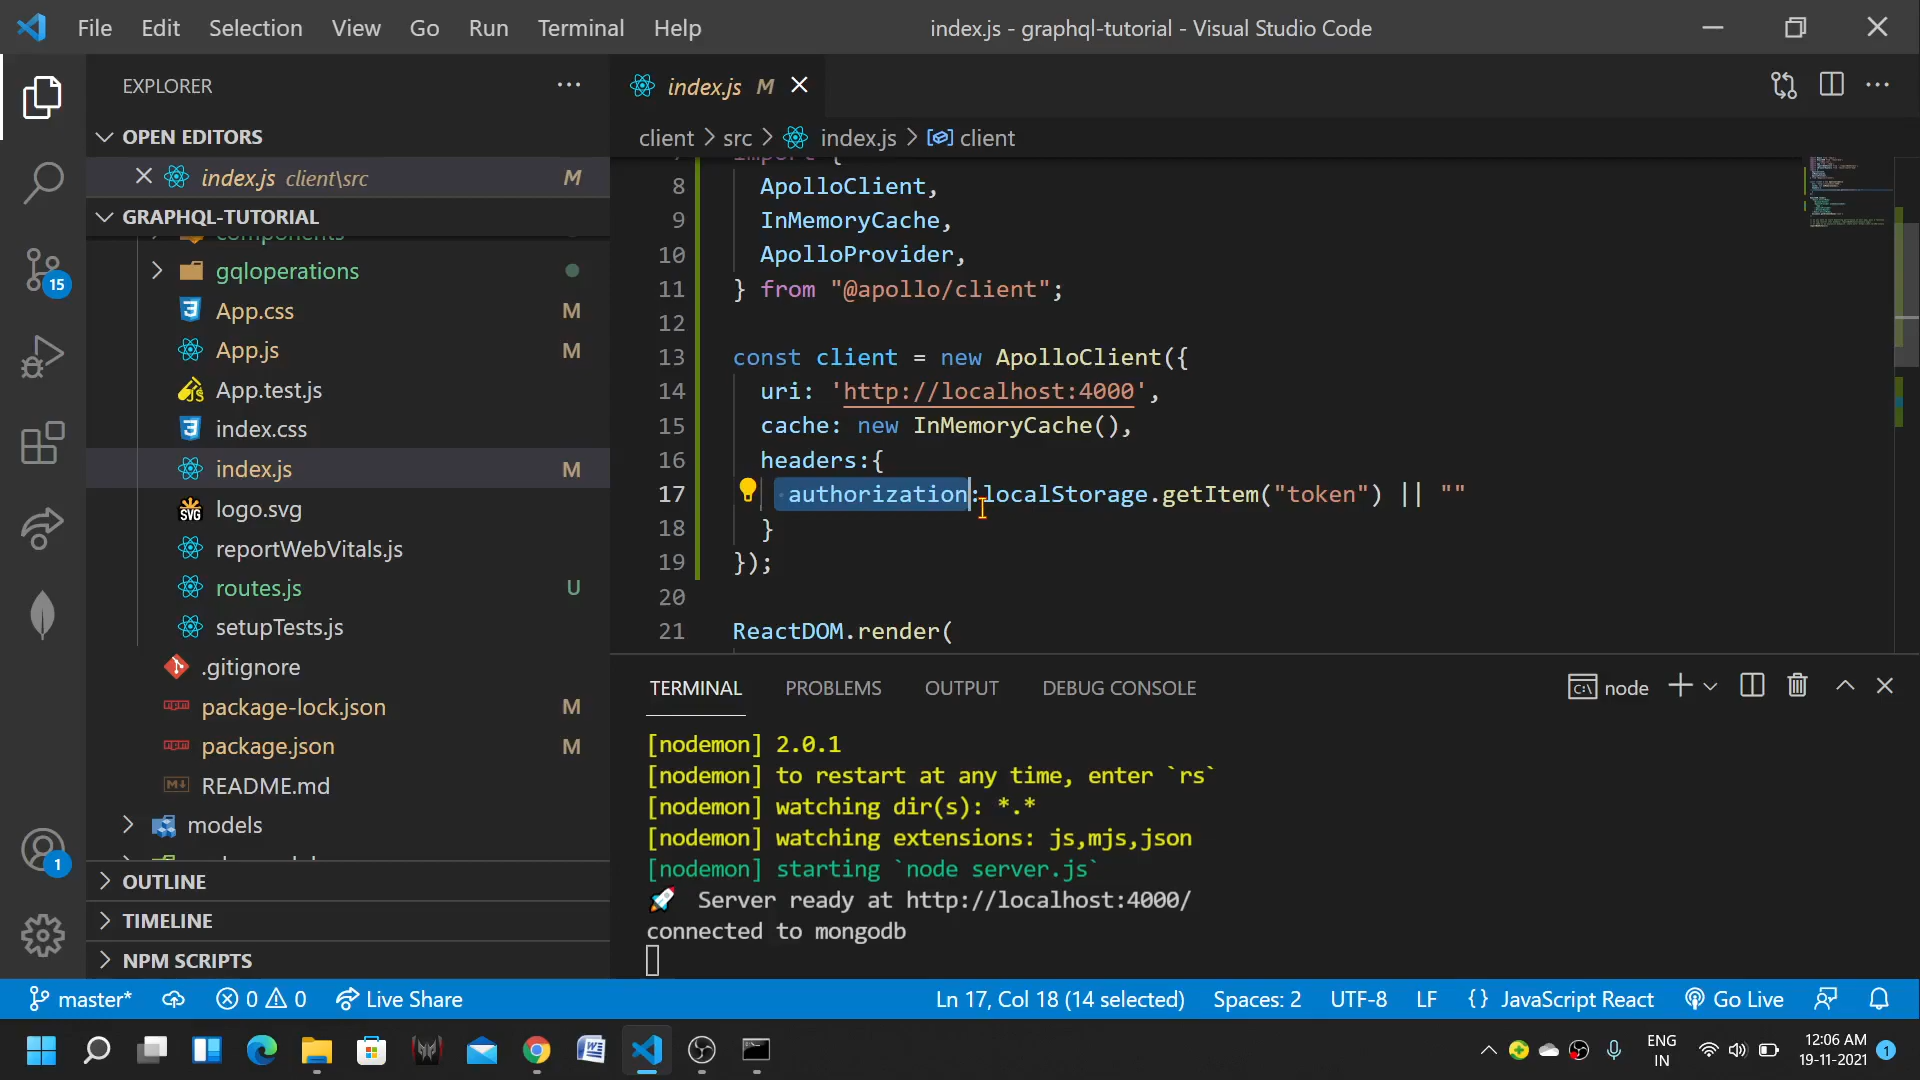 File Edit Selection View Go Run Terminal Help
index.js - graphql-tutorial - Visual Studio Code
EXPLORER
OPEN EDITORS
index.js client\src M
GRAPHQL-TUTORIAL
components
gqloperations
App.css M
App.js M
App.test.js
index.css
index.js M
logo.svg
reportWebVitals.js
routes.js U
setupTests.js
.gitignore
package-lock.json M
package.json M
README.md
models
OUTLINE
TIMELINE
NPM SCRIPTS
15
1
index.js M
client > src > index.js > client
7 import {
8 ApolloClient,
9 InMemoryCache,
10 ApolloProvider,
11 } from "@apollo/client";
12
13 const client = new ApolloClient({
14 uri: 'http://localhost:4000',
15 cache: new InMemoryCache(),
16 headers:{
17 authorization:localStorage.getItem("token") || ""
18 }
19 });
20
21 ReactDOM.render(
TERMINAL PROBLEMS OUTPUT DEBUG CONSOLE
node
[nodemon] 2.0.1
[nodemon] to restart at any time, enter `rs`
[nodemon] watching dir(s): *.*
[nodemon] watching extensions: js,mjs,json
[nodemon] starting `node server.js`
🚀 Server ready at http://localhost:4000/
connected to mongodb
master* 0 0 Live Share
Ln 17, Col 18 (14 selected) Spaces: 2 UTF-8 LF {} JavaScript React Go Live
ENG
IN
12:06 AM
19-11-2021
1